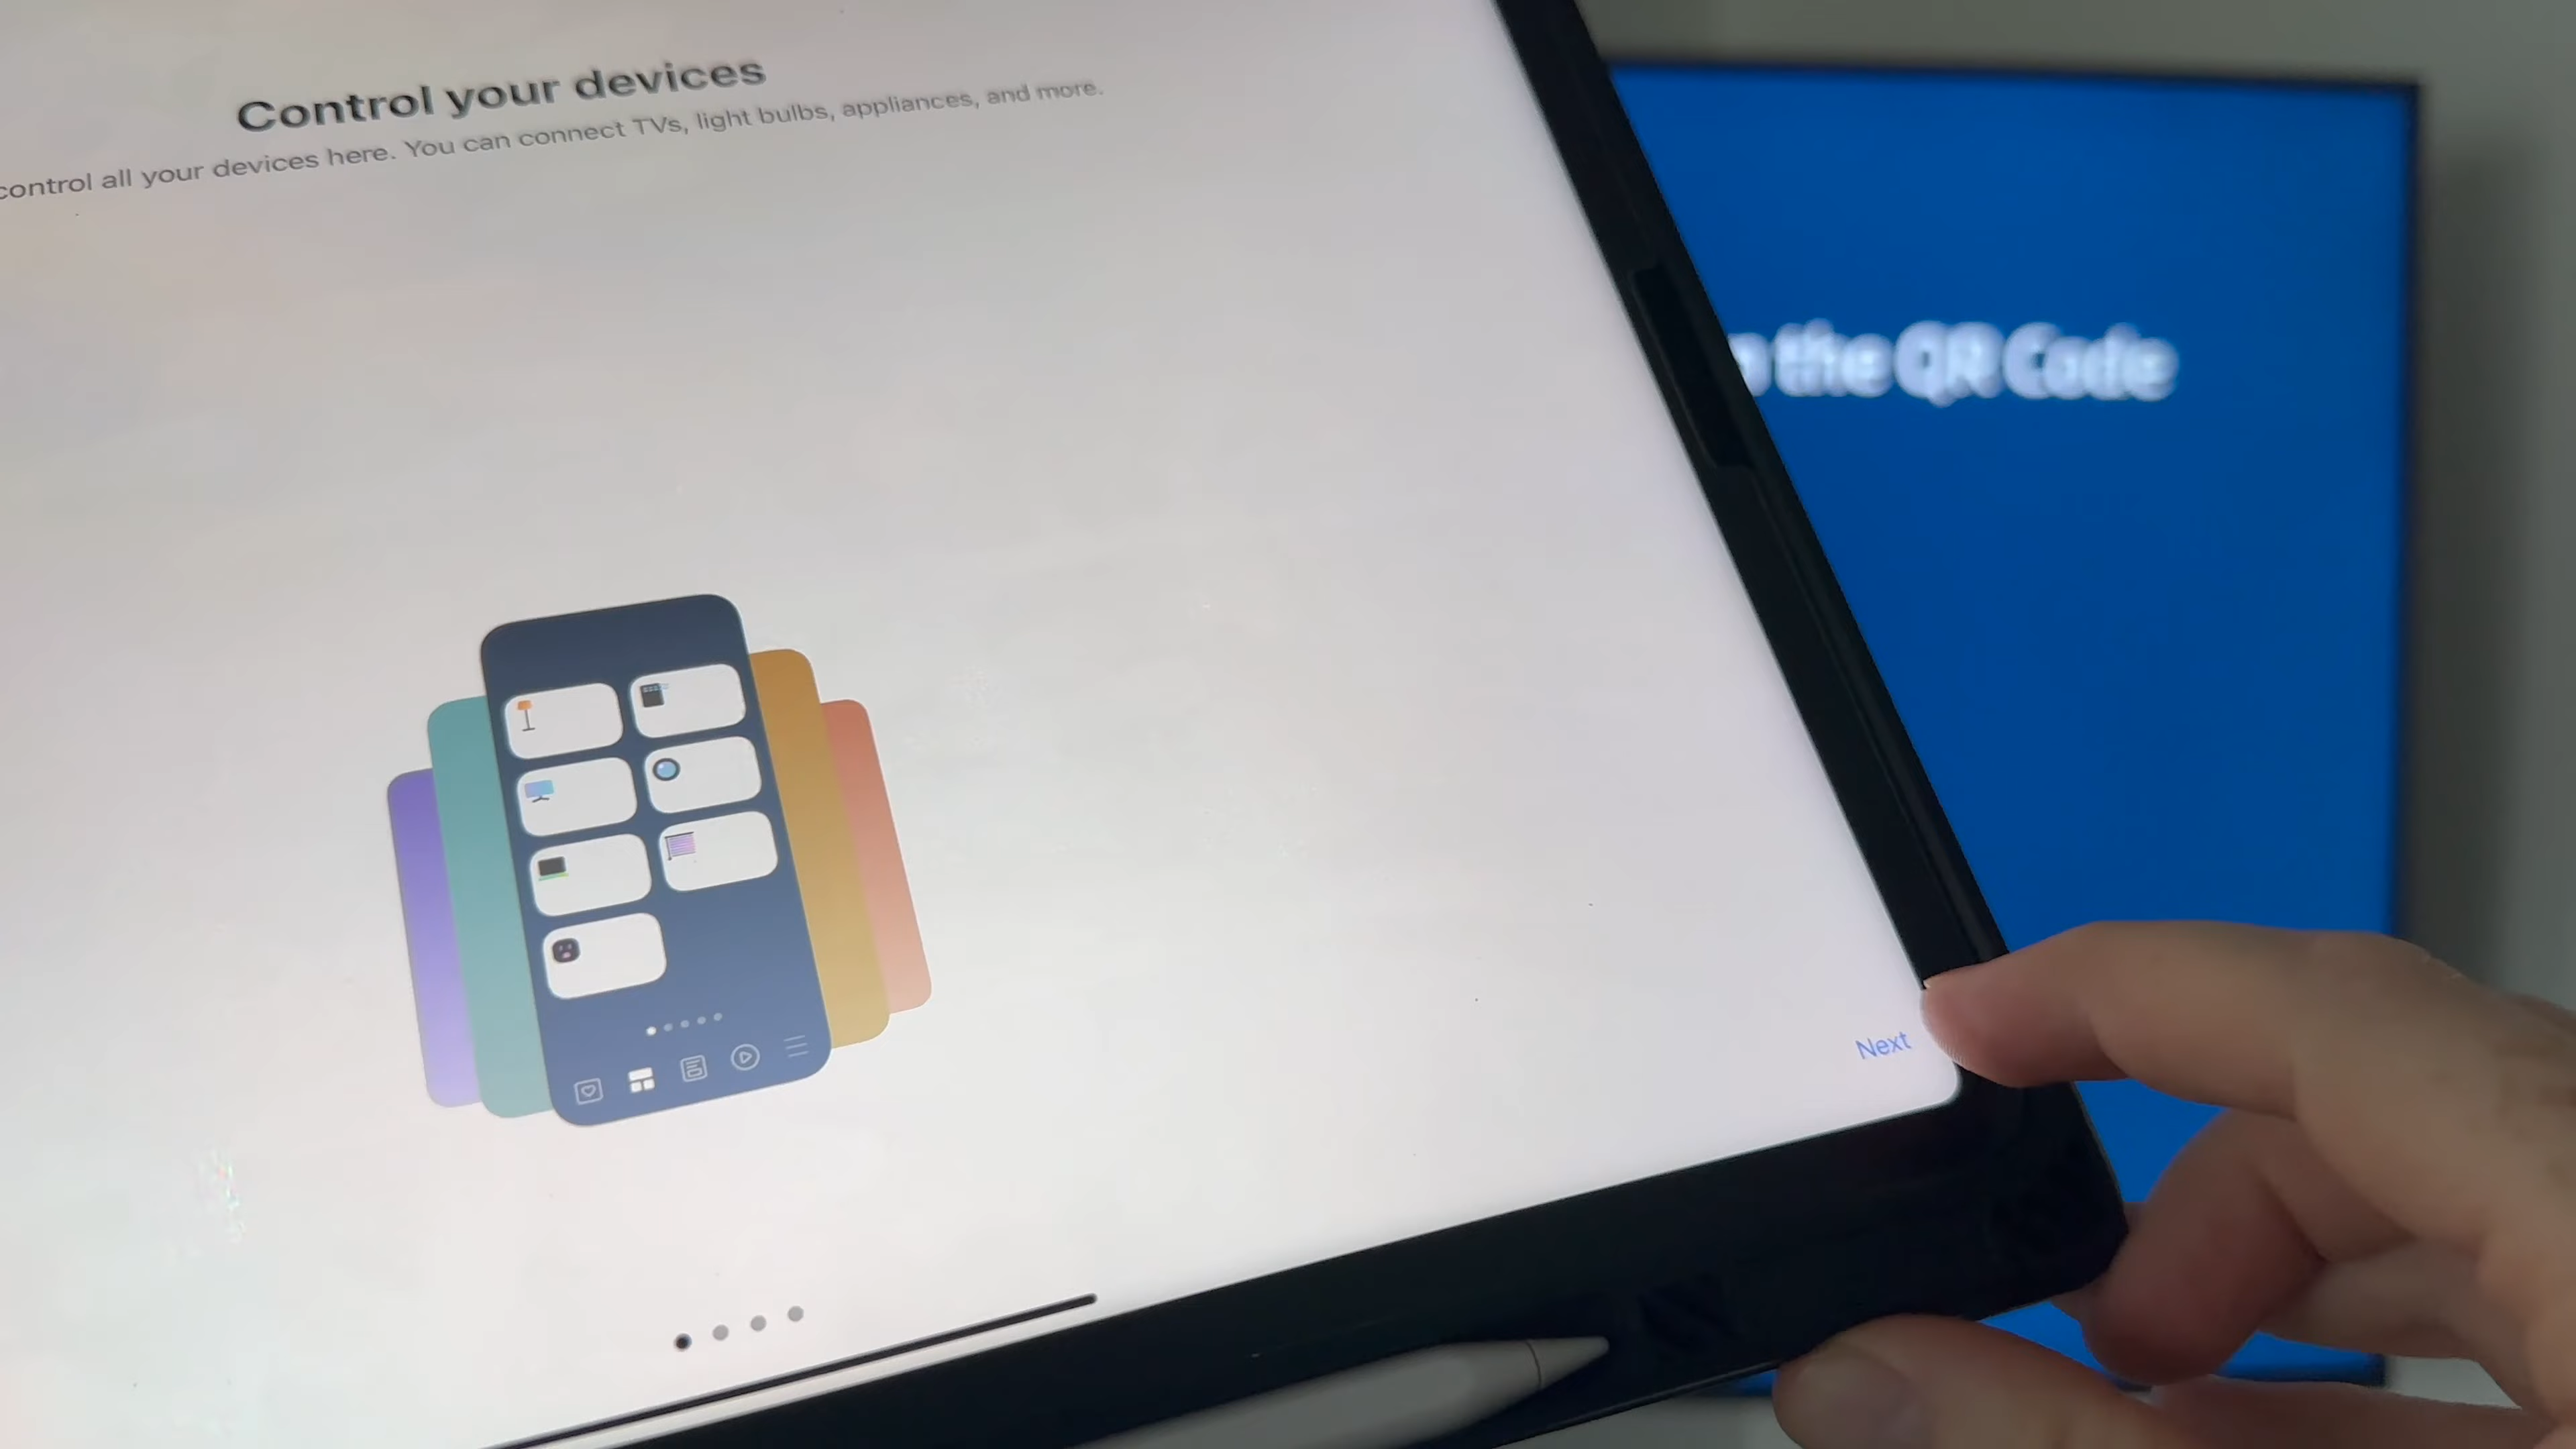 Control your devices
control all your devices here. You can connect TVs, light bulbs, appliances, and more.
the QR Code
Next